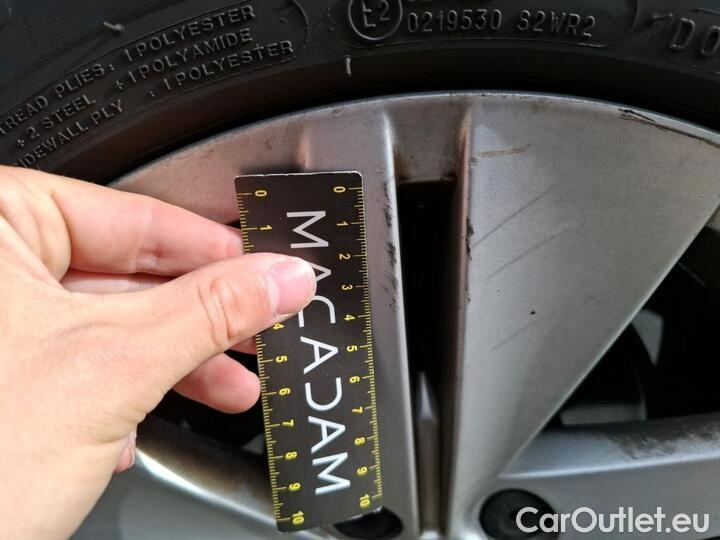 TREAD PLIES: 1 POLYESTER
+ 2 STEEL + 1 POLYAMIDE
SIDEWALL PLY : 1 POLYESTER
E2
0219530 S2WR2
DO
0 1 4 5 6 7 8 9 10
MACADAM
0 1 2 3 4 5 6 7 8 9 10
CarOutlet.eu